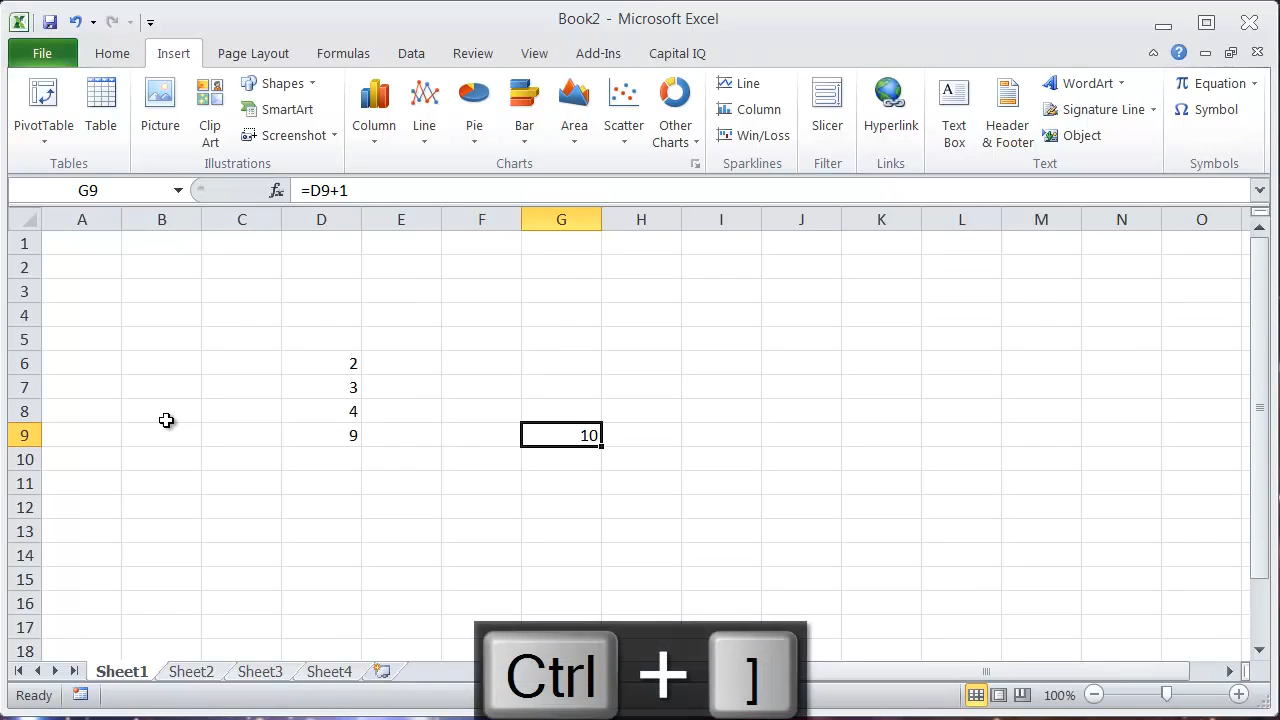 Book2 - Microsoft Excel
File Home Insert Page Layout Formulas Data Review View Add-Ins Capital IQ
PivotTable
Table
Tables
Picture
Clip
Art
Shapes
SmartArt
Screenshot
Illustrations
Column
Line
Pie
Bar
Area
Scatter
Other
Charts
Charts
Line
Column
Win/Loss
Sparklines
Slicer
Filter
Hyperlink
Links
Text
Box
Header
& Footer
WordArt
Signature Line
Object
Text
Equation
Symbol
Symbols
G9 fx =D9+1
A B C D E F G H I J K L M N O
1
2
3
4
5
6 2
7 3
8 4
9 9 10
10
11
12
13
14
15
16
17
18
Sheet1 Sheet2 Sheet3 Sheet4
Ready 100%
Ctrl + ]